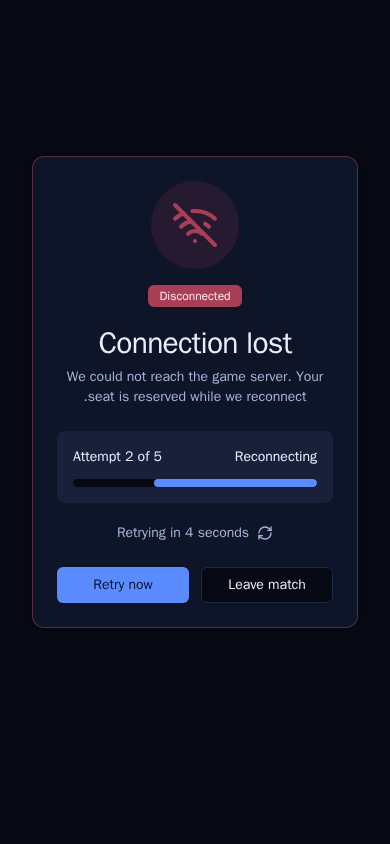 Disconnected
Connection lost
We could not reach the game server. Your
.seat is reserved while we reconnect
Attempt 2 of 5
Reconnecting
Retrying in 4 seconds
Retry now
Leave match